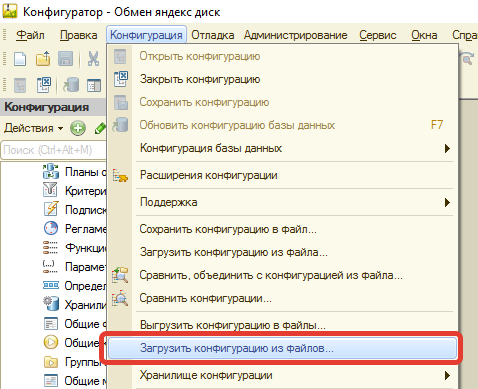 Конфигуратор - Обмен яндекс диск
Файл Правка Конфигурация Отладка Администрирование Сервис Окна Спра
Открыть конфигурацию
Закрыть конфигурацию
Сохранить конфигурацию
Конфигурация
Обновить конфигурацию базы данных F7
Действия
Конфигурация базы данных
Поиск (Ctrl+Alt+M)
Планы о
Расширения конфигурации
Критери
Поддержка
Подписк
Регламе
Сохранить конфигурацию в файл...
Функцио
Загрузить конфигурацию из файла...
Парамет
Сравнить, объединить с конфигурацией из файла...
Определ
Сравнить конфигурации...
Хранили
Общие ф
Выгрузить конфигурацию в файлы...
Общие
Загрузить конфигурацию из файлов...
Группы
Хранилище конфигурации
Общие м